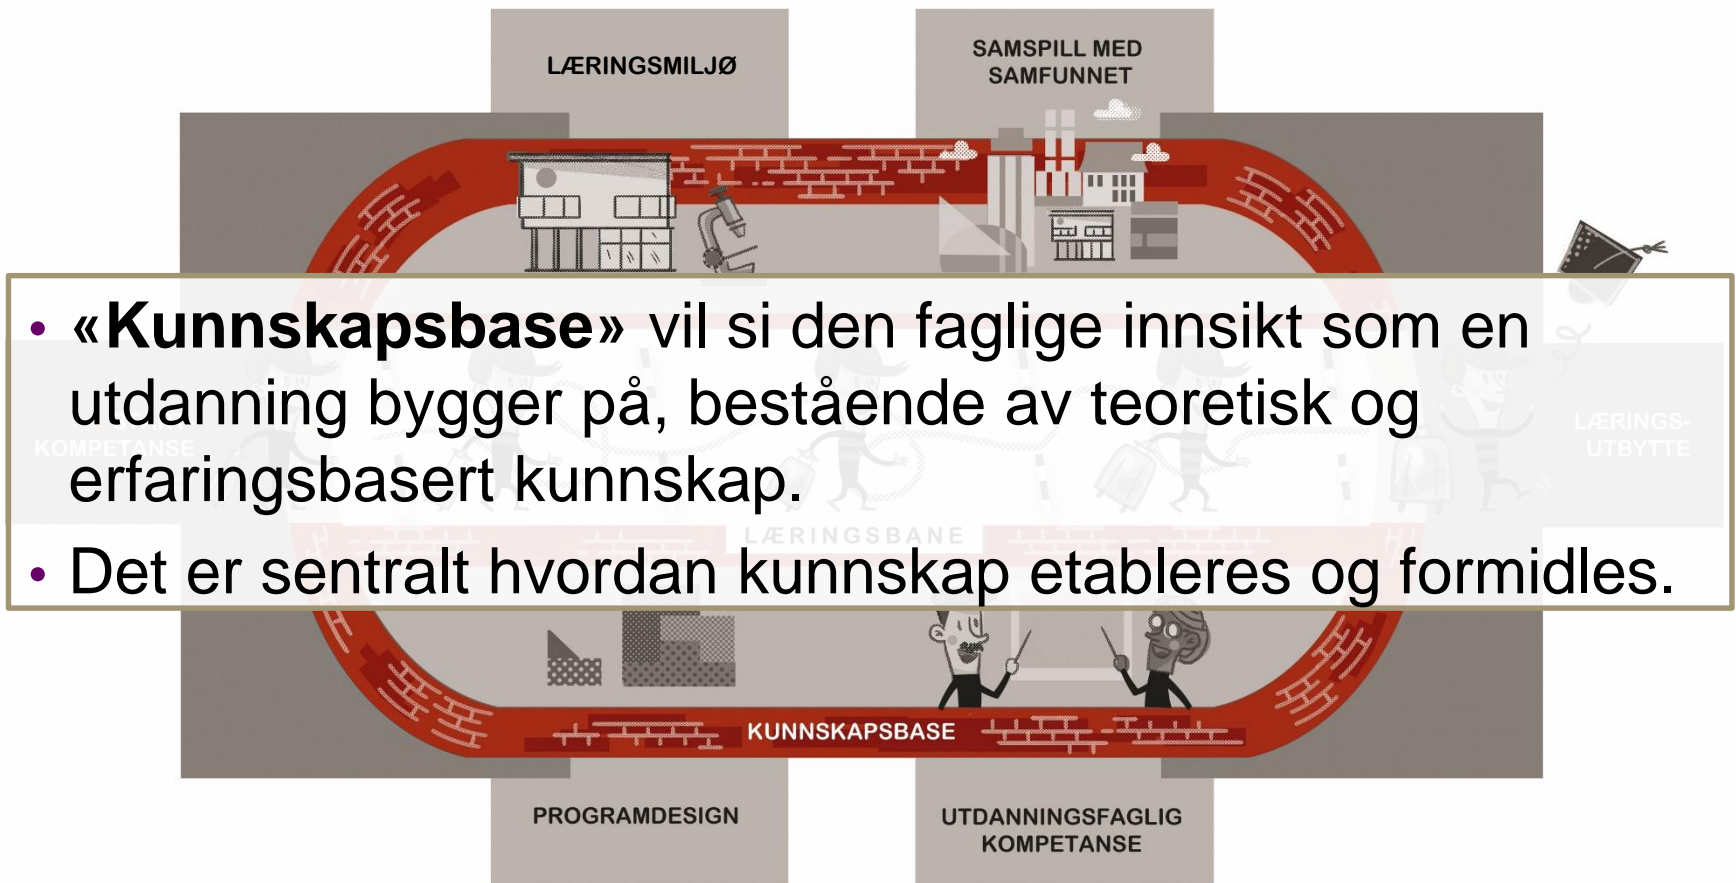 LÆRINGSMILJØ
SAMSPILL MED
SAMFUNNET
• «Kunnskapsbase» vil si den faglige innsikt som en
utdanning bygger på, bestående av teoretisk og
erfaringsbasert kunnskap.
• Det er sentralt hvordan kunnskap etableres og formidles.
KOMPETANSE
LÆRINGS-
UTBYTTE
LÆRINGSBANE
KUNNSKAPSBASE
PROGRAMDESIGN
UTDANNINGSFAGLIG
KOMPETANSE